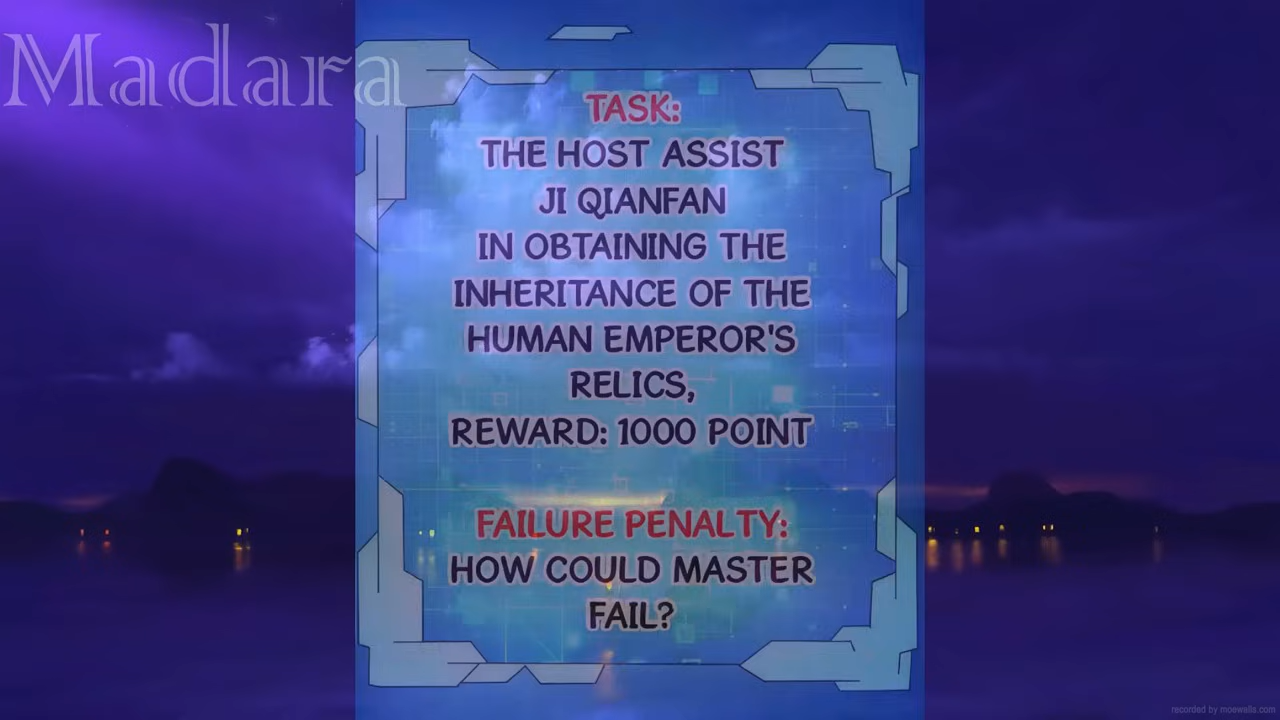 Madara
TASK:
THE HOST ASSIST
JI QIANFAN
IN OBTAINING THE
INHERITANCE OF THE
HUMAN EMPEROR'S
RELICS,
REWARD: 1000 POINT
FAILURE PENALTY:
HOW COULD MASTER
FAIL?
recorded by moewalls.com